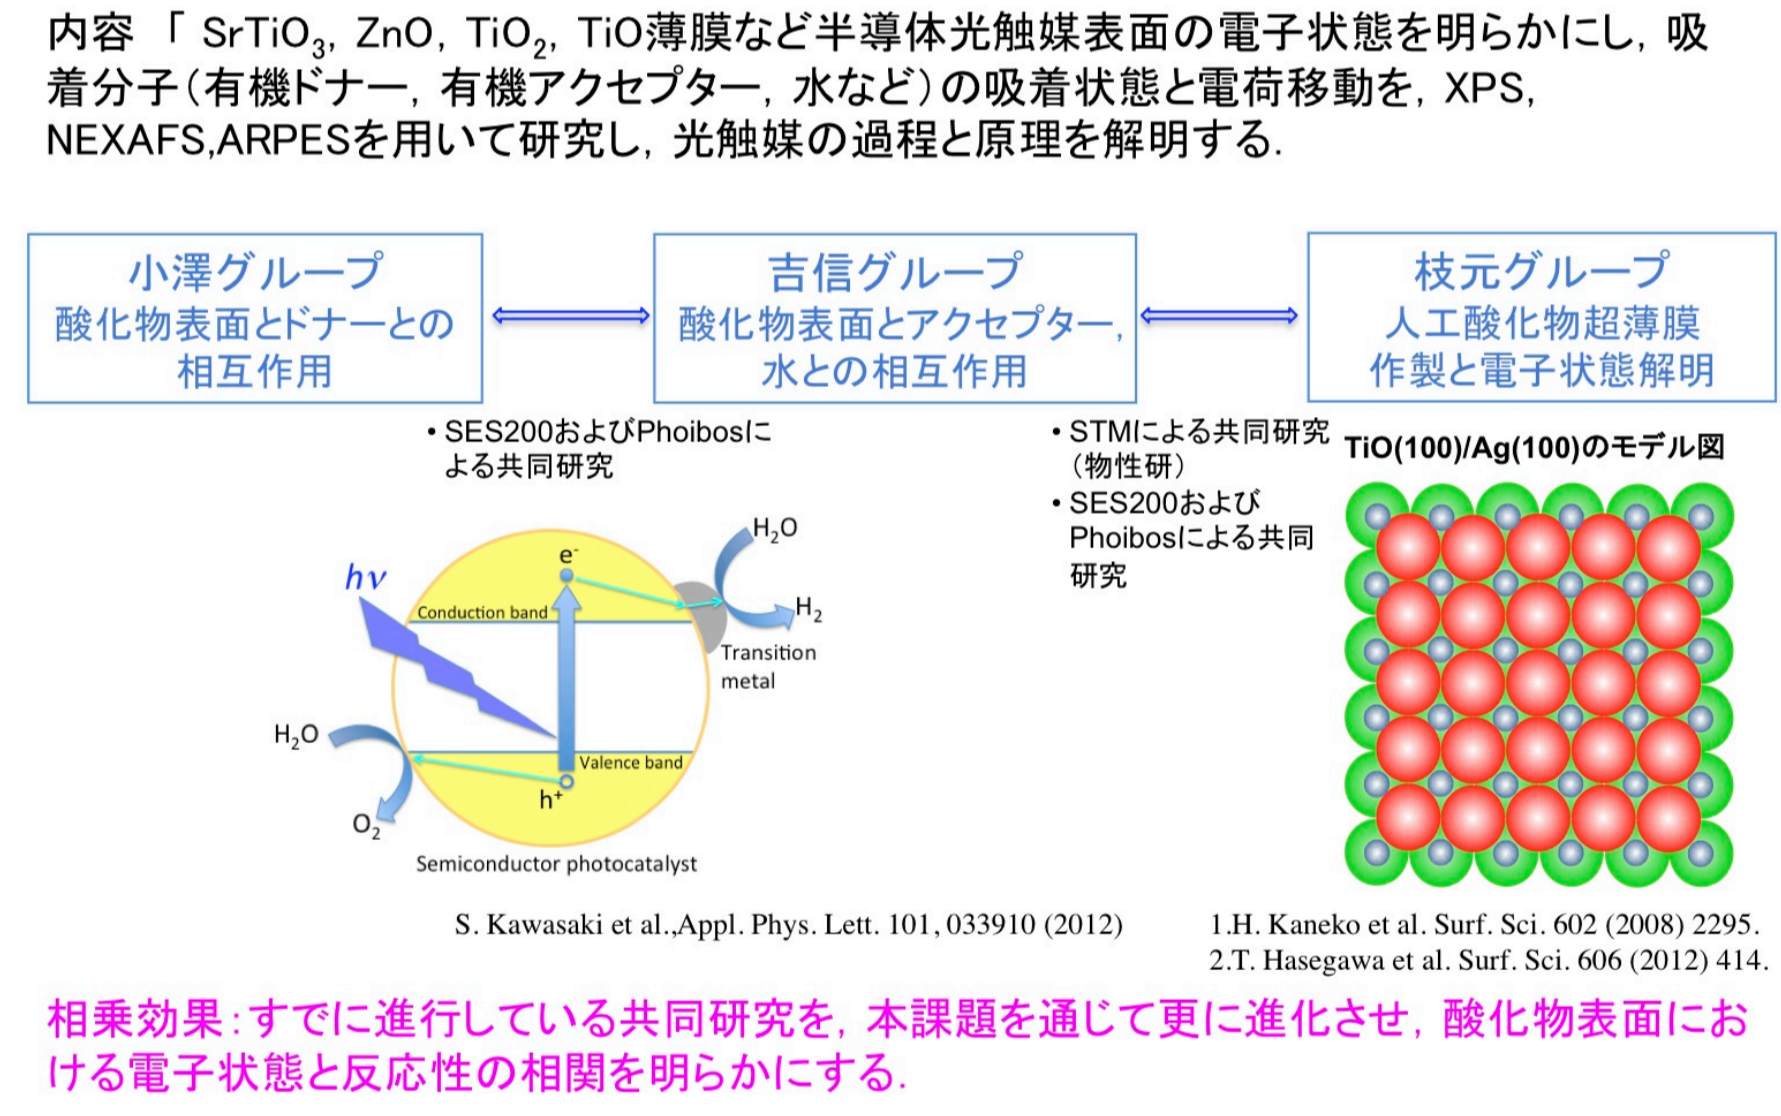 内容 「 SrTiO3, ZnO, TiO2, TiO薄膜など半導体光触媒表面の電子状態を明らかにし, 吸
着分子(有機ドナー, 有機アクセプター, 水など)の吸着状態と電荷移動を, XPS,
NEXAFS,ARPESを用いて研究し, 光触媒の過程と原理を解明する.
小澤グループ
酸化物表面とドナーとの
相互作用
吉信グループ
酸化物表面とアクセプター,
水との相互作用
枝元グループ
人工酸化物超薄膜
作製と電子状態解明
• SES200およびPhoibosに
よる共同研究
• STMによる共同研究
(物性研)
• SES200および
Phoibosによる共同
研究
TiO(100)/Ag(100)のモデル図
hν
e-
Conduction band
H2O
H2
Transition
metal
H2O
O2
Valence band
h+
Semiconductor photocatalyst
S. Kawasaki et al.,Appl. Phys. Lett. 101, 033910 (2012)
1.H. Kaneko et al. Surf. Sci. 602 (2008) 2295.
2.T. Hasegawa et al. Surf. Sci. 606 (2012) 414.
相乗効果:すでに進行している共同研究を, 本課題を通じて更に進化させ, 酸化物表面にお
ける電子状態と反応性の相関を明らかにする.